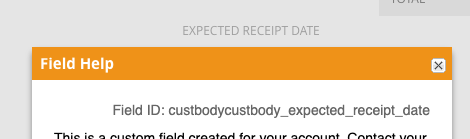 TOTAL
EXPECTED RECEIPT DATE
Field Help
Field ID: custbodycustbody_expected_receipt_date
This is a custom field created for your account. Contact your